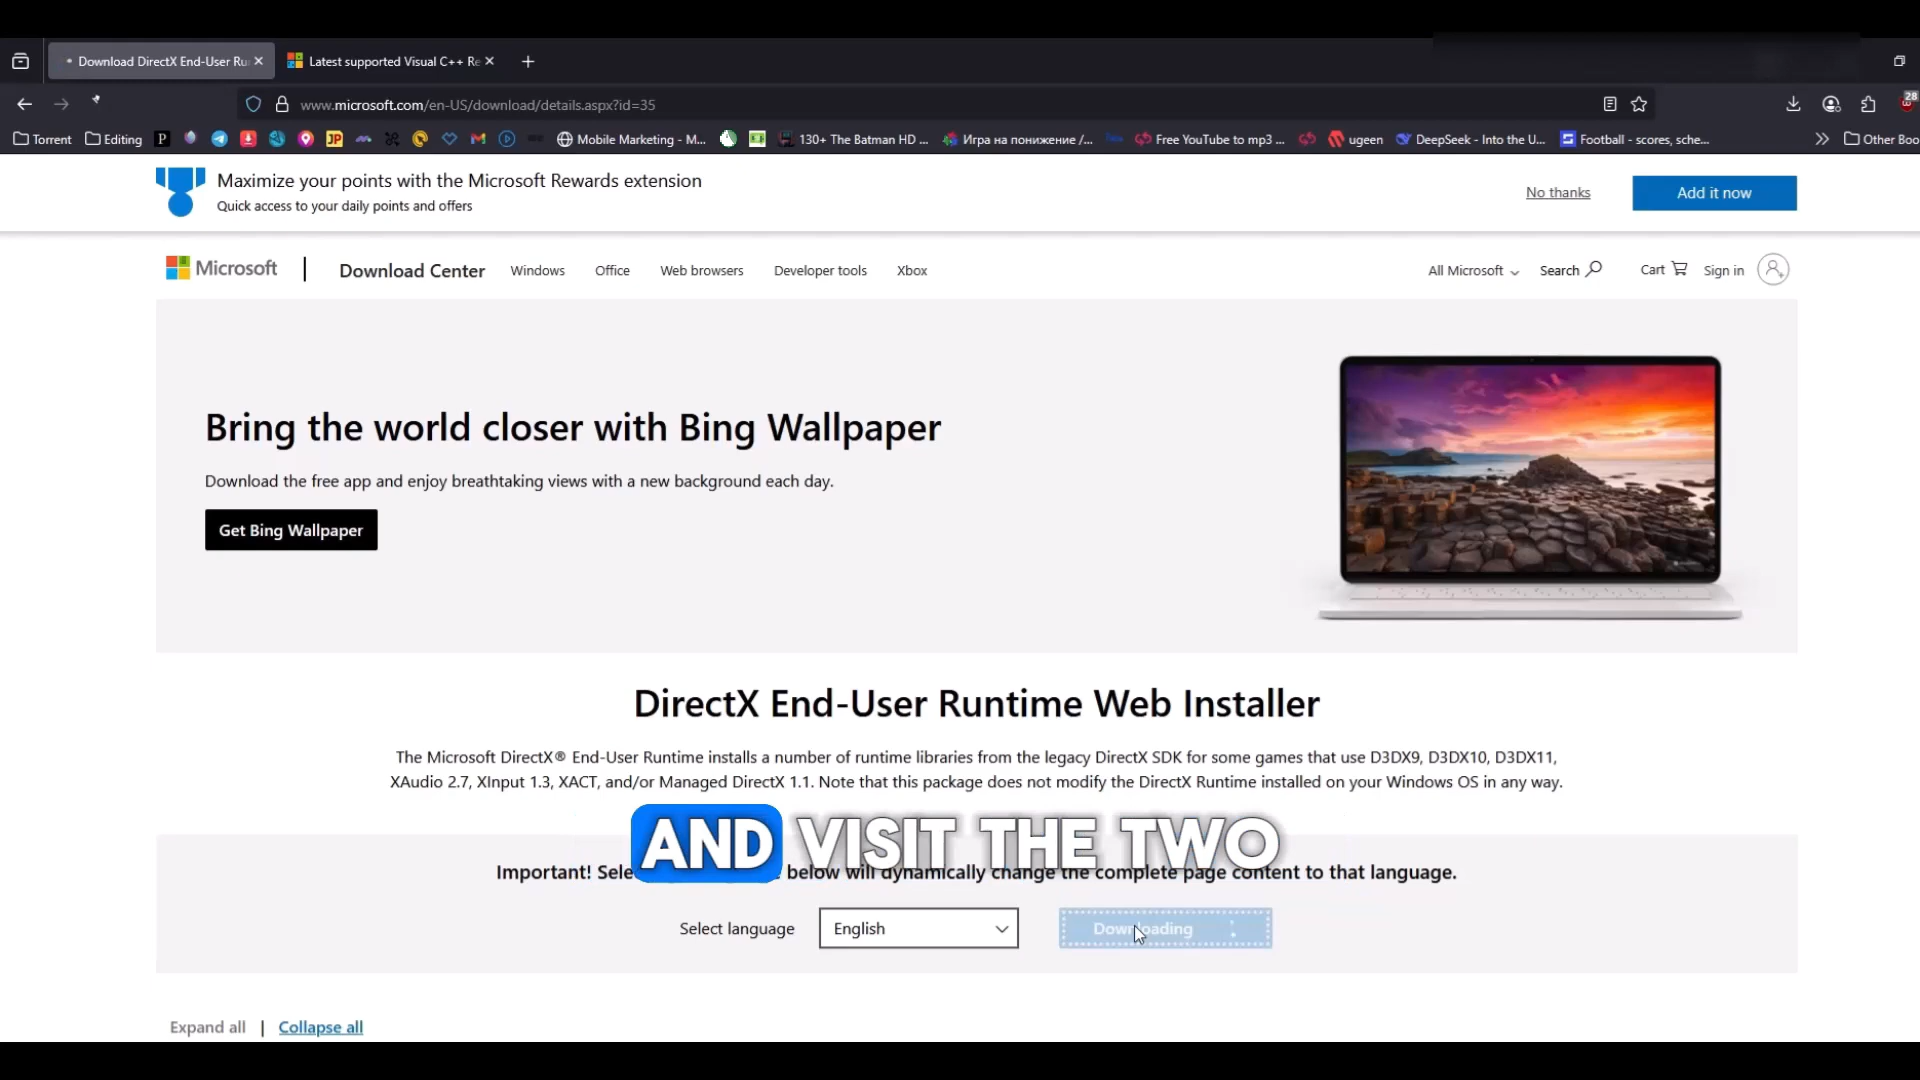 Download DirectX End-User Ru
Latest supported Visual C++ Re
www.microsoft.com/en-US/download/details.aspx?id=35
28
Torrent
Editing
P
JP
Mobile Marketing - M...
130+ The Batman HD ...
Игра на понижение /...
Free YouTube to mp3 ...
ugeen
DeepSeek - Into the U...
Football - scores, sche...
Other Boo
Maximize your points with the Microsoft Rewards extension
Quick access to your daily points and offers
No thanks
Add it now
Microsoft
Download Center
Windows
Office
Web browsers
Developer tools
Xbox
All Microsoft
Search
Cart
Sign in
Bring the world closer with Bing Wallpaper
Download the free app and enjoy breathtaking views with a new background each day.
Get Bing Wallpaper
DirectX End-User Runtime Web Installer
The Microsoft DirectX® End-User Runtime installs a number of runtime libraries from the legacy DirectX SDK for some games that use D3DX9, D3DX10, D3DX11,
XAudio 2.7, XInput 1.3, XACT, and/or Managed DirectX 1.1. Note that this package does not modify the DirectX Runtime installed on your Windows OS in any way.
AND VISIT THE TWO
Important! below will dynamically change the complete page content to that language.
Select language
English
Downloading
Expand all | Collapse all